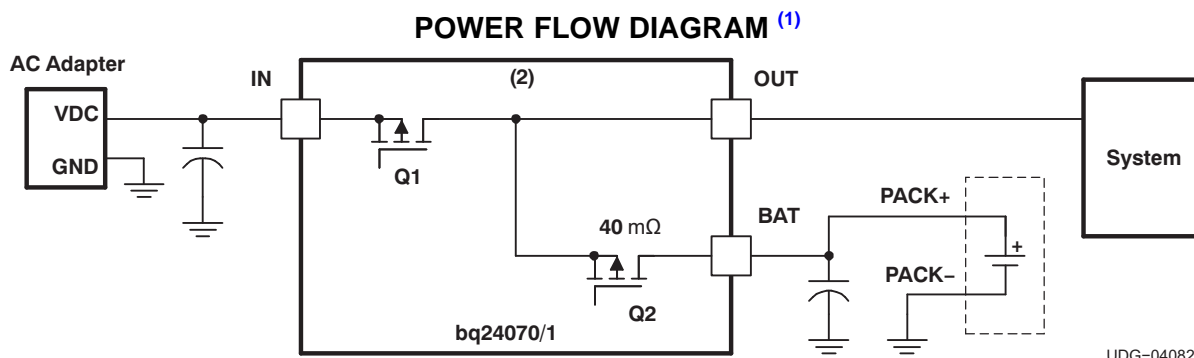 POWER FLOW DIAGRAM (1)
AC Adapter
VDC
GND
IN
(2)
OUT
Q1
System
PACK+
BAT
40 mΩ
+
PACK−
Q2
bq24070/1
UDG−04082